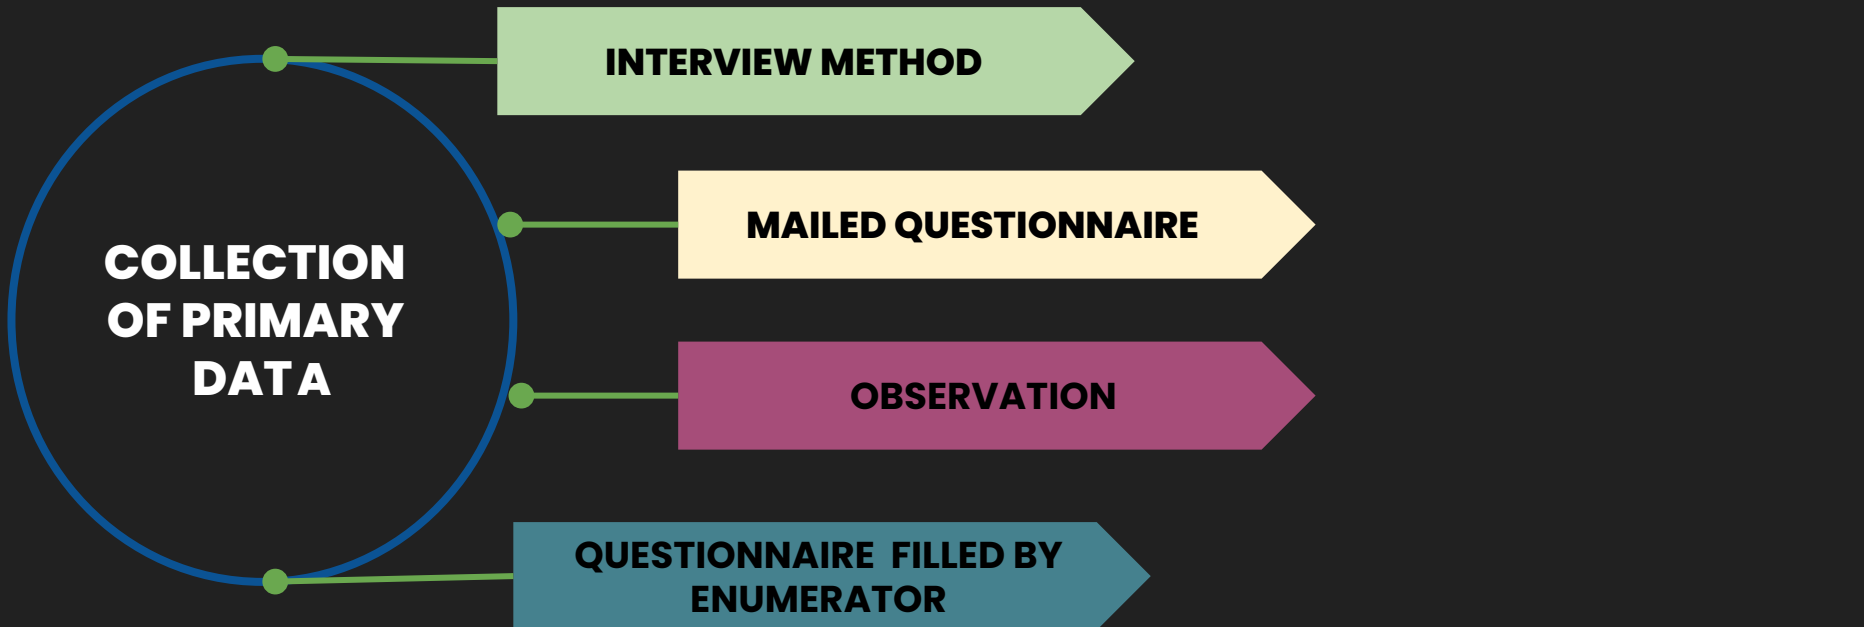 INTERVIEW METHOD
MAILED QUESTIONNAIRE
COLLECTION
OF PRIMARY
DATA
OBSERVATION
QUESTIONNAIRE FILLED BY
ENUMERATOR